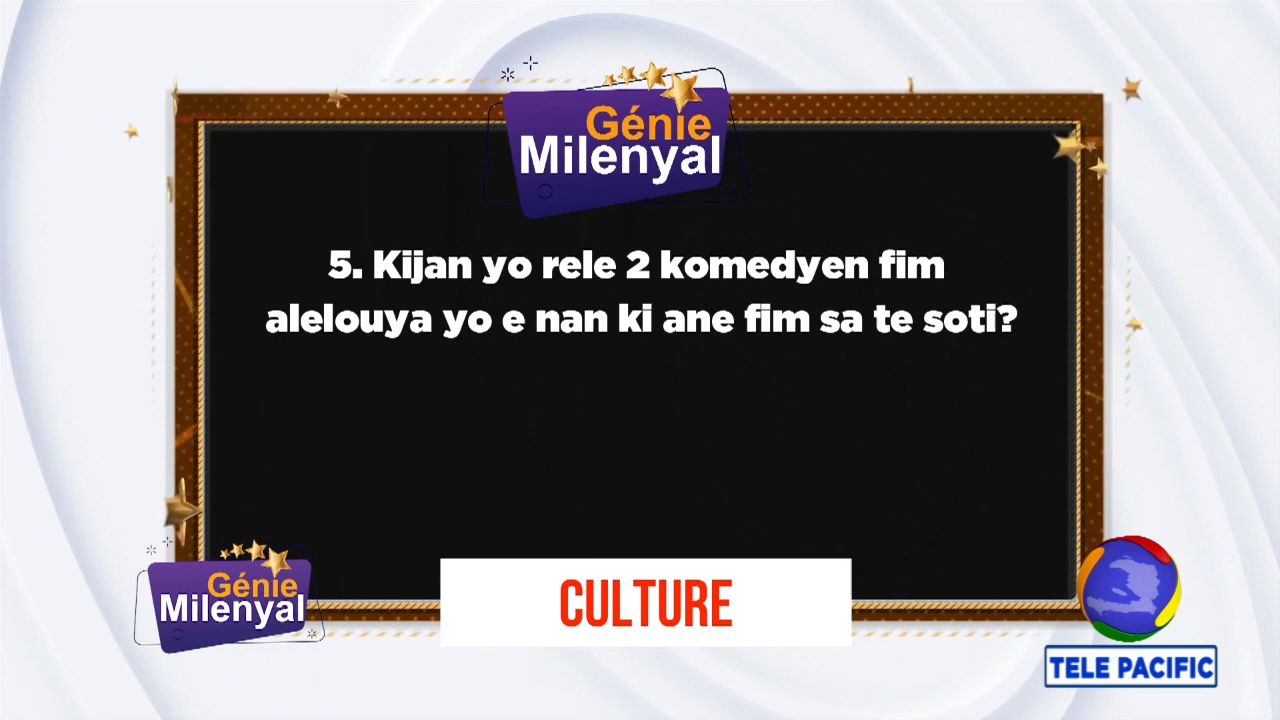 Génie
Milenyal
5. Kijan yo rele 2 komedyen fim
alelouya yo e nan ki ane fim sa te soti?
Génie
Milenyal
CULTURE
TELE PACIFIC